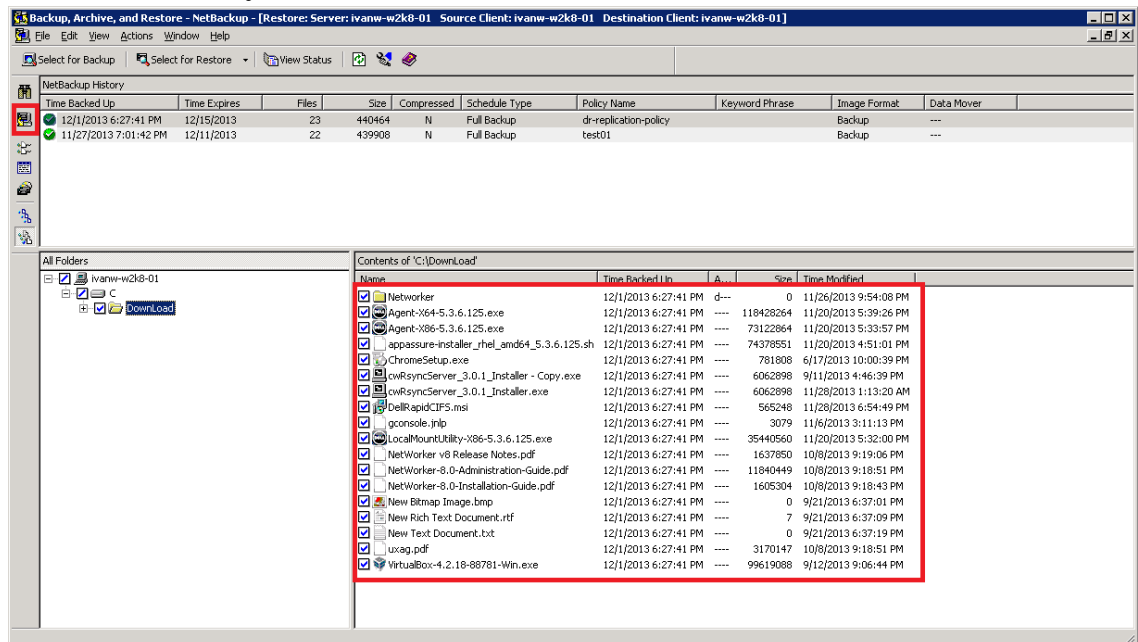 Backup, Archive, and Restore - NetBackup - [Restore: Server: ivanw-w2k8-01 Source Client: ivanw-w2k8-01 Destination Client: ivanw-w2k8-01]
File Edit View Actions Window Help
Select for Backup Select for Restore View Status
NetBackup History
Time Backed Up Time Expires Files Size Compressed Schedule Type Policy Name Keyword Phrase Image Format Data Mover
12/1/2013 6:27:41 PM 12/15/2013 23 440464 N Full Backup dr-replication-policy Backup ---
11/27/2013 7:01:42 PM 12/11/2013 22 439908 N Full Backup test01 Backup ---
All Folders Contents of 'C:\DownLoad'
Name Time Backed Up A... Size Time Modified
ivanw-w2k8-01
C
DownLoad
Networker 12/1/2013 6:27:41 PM d--- 0 11/26/2013 9:54:08 PM
Agent-X64-5.3.6.125.exe 12/1/2013 6:27:41 PM ---- 118428264 11/20/2013 5:39:26 PM
Agent-X86-5.3.6.125.exe 12/1/2013 6:27:41 PM ---- 73122864 11/20/2013 5:33:57 PM
appassure-installer_rhel_amd64_5.3.6.125.sh 12/1/2013 6:27:41 PM ---- 74378551 11/20/2013 4:51:01 PM
ChromeSetup.exe 12/1/2013 6:27:41 PM ---- 781808 6/17/2013 10:00:39 PM
cwRsyncServer_3.0.1_Installer - Copy.exe 12/1/2013 6:27:41 PM ---- 6062898 9/11/2013 4:46:39 PM
cwRsyncServer_3.0.1_Installer.exe 12/1/2013 6:27:41 PM ---- 6062898 11/28/2013 1:13:20 AM
DellRapidCIFS.msi 12/1/2013 6:27:41 PM ---- 565248 11/28/2013 6:54:49 PM
gconsole.jnlp 12/1/2013 6:27:41 PM ---- 3079 11/6/2013 3:11:13 PM
LocalMountUtility-X86-5.3.6.125.exe 12/1/2013 6:27:41 PM ---- 35440560 11/20/2013 5:32:00 PM
NetWorker v8 Release Notes.pdf 12/1/2013 6:27:41 PM ---- 1637850 10/8/2013 9:19:06 PM
NetWorker-8.0-Administration-Guide.pdf 12/1/2013 6:27:41 PM ---- 11840449 10/8/2013 9:18:51 PM
NetWorker-8.0-Installation-Guide.pdf 12/1/2013 6:27:41 PM ---- 1605304 10/8/2013 9:18:43 PM
New Bitmap Image.bmp 12/1/2013 6:27:41 PM ---- 0 9/21/2013 6:37:01 PM
New Rich Text Document.rtf 12/1/2013 6:27:41 PM ---- 7 9/21/2013 6:37:09 PM
New Text Document.txt 12/1/2013 6:27:41 PM ---- 0 9/21/2013 6:37:19 PM
uxag.pdf 12/1/2013 6:27:41 PM ---- 3170147 10/8/2013 9:18:51 PM
VirtualBox-4.2.18-88781-Win.exe 12/1/2013 6:27:41 PM ---- 99619088 9/12/2013 9:06:44 PM